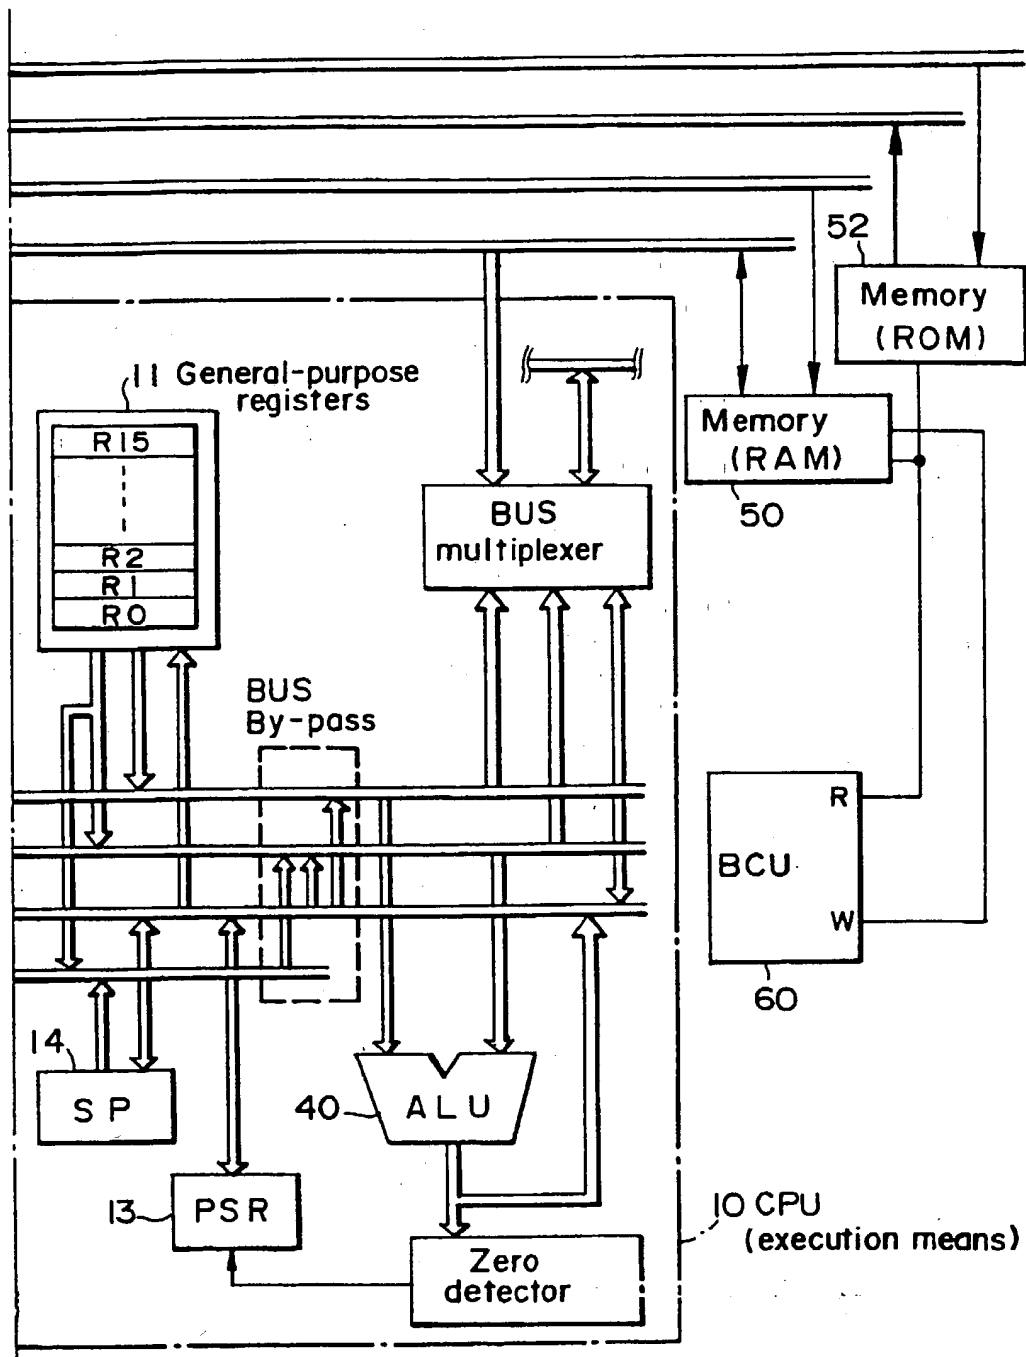 52
Memory
(ROM)
11 General-purpose
registers
R15
R2
R1
R0
Memory
(RAM)
50
BUS
multiplexer
BUS
By-pass
R
BCU
W
60
14
SP
40
ALU
13
PSR
10 CPU
(execution means)
Zero
detector